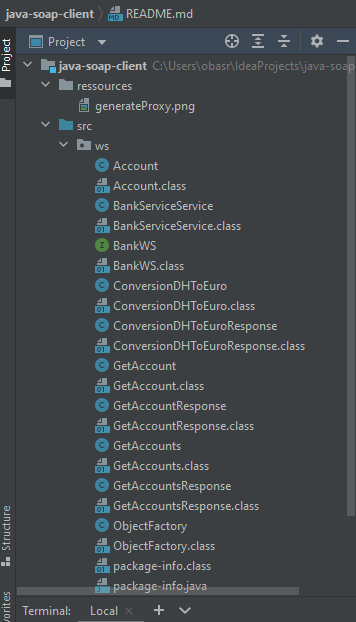 java-soap-client README.md
Project
Project
java-soap-client C:\Users\obasr\IdeaProjects\java-soap
ressources
generateProxy.png
src
ws
Account
Account.class
BankServiceService
BankServiceService.class
BankWS
BankWS.class
ConversionDHToEuro
ConversionDHToEuro.class
ConversionDHToEuroResponse
ConversionDHToEuroResponse.class
GetAccount
GetAccount.class
GetAccountResponse
GetAccountResponse.class
GetAccounts
GetAccounts.class
GetAccountsResponse
GetAccountsResponse.class
ObjectFactory
ObjectFactory.class
package-info.class
package-info.java
Structure
Terminal: Local